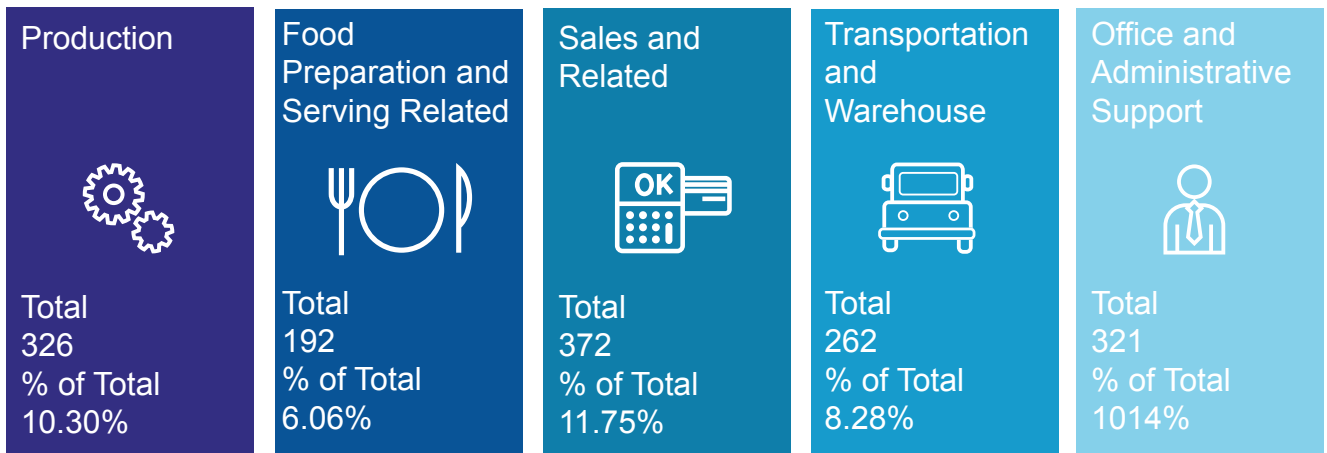 Production
Total
326
% of Total
10.30%
Food
Preparation and
Serving Related
Total
192
% of Total
6.06%
Sales and
Related
OK
Total
372
% of Total
11.75%
Transportation
and
Warehouse
Total
262
% of Total
8.28%
Office and
Administrative
Support
Total
321
% of Total
1014%